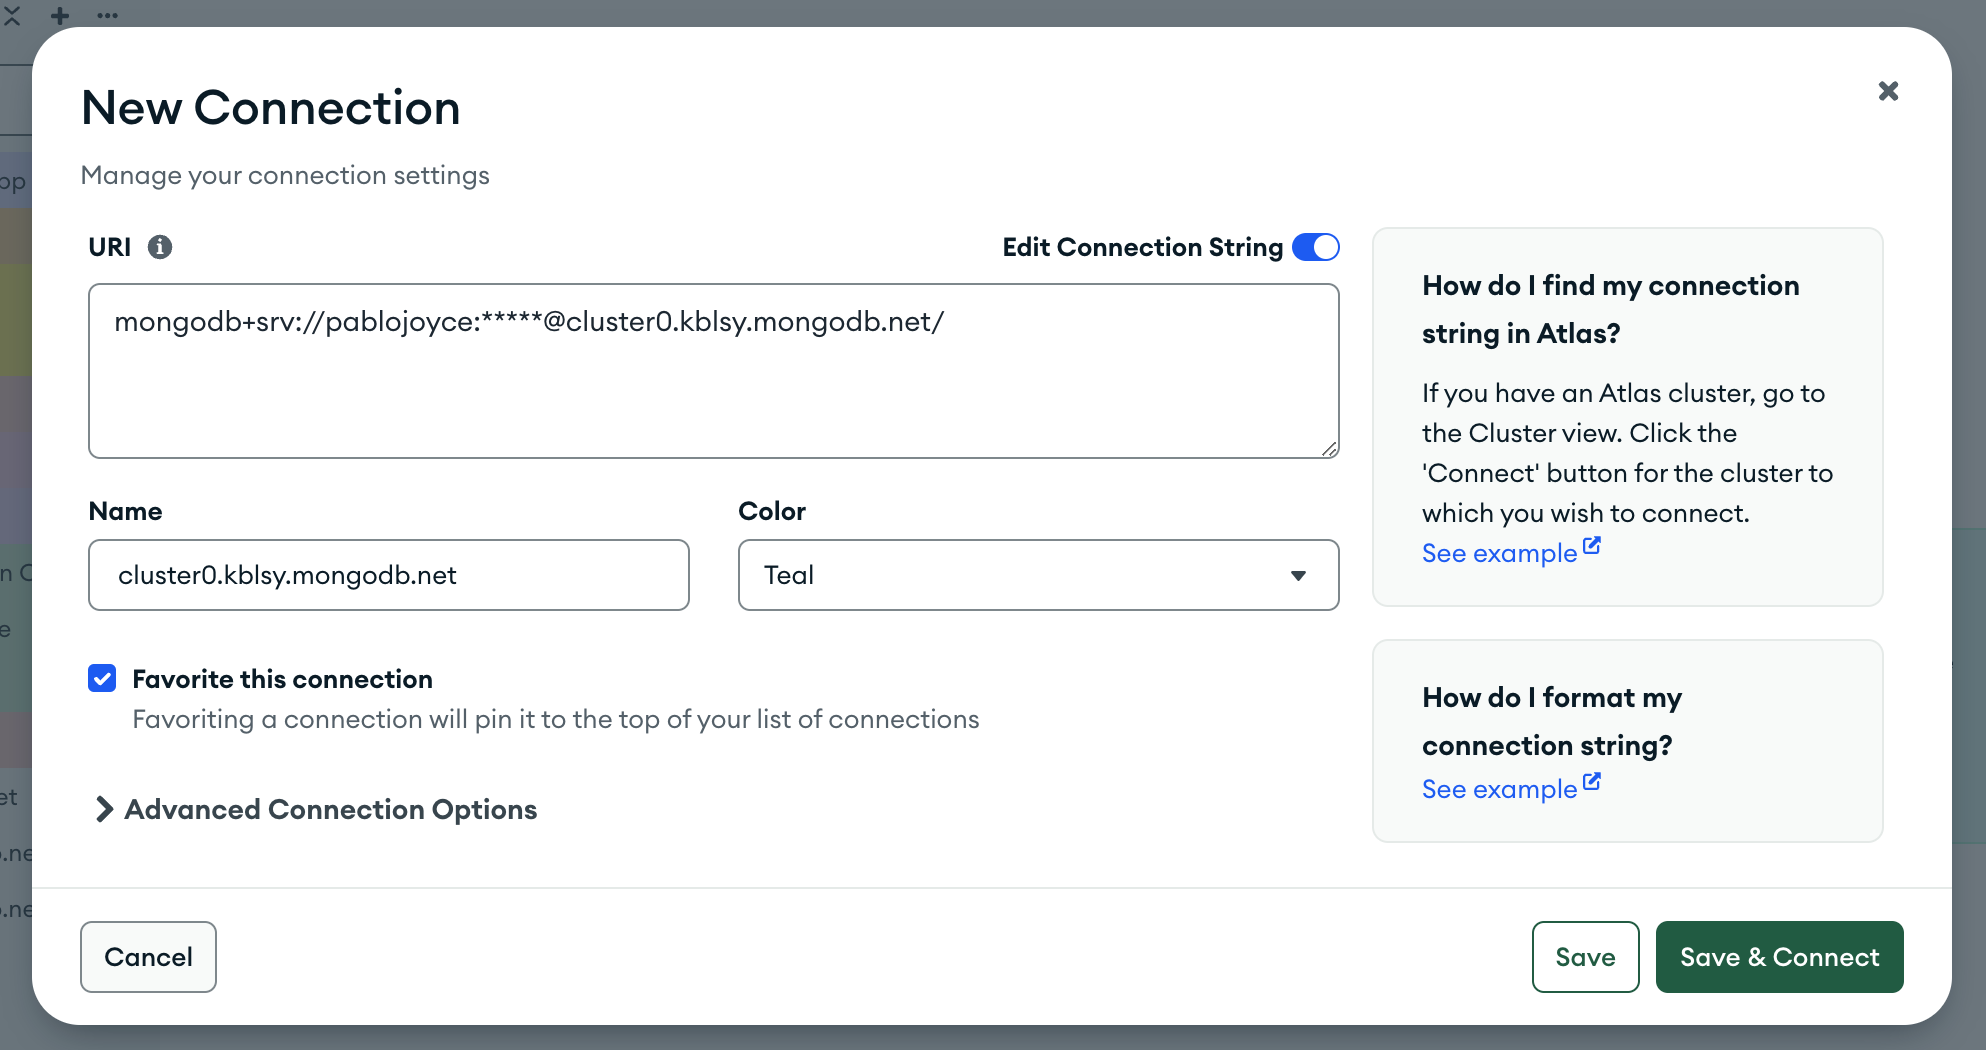 New Connection
Manage your connection settings
URI
Edit Connection String
mongodb+srv://pablojoyce:*****@cluster0.kblsy.mongodb.net/
Name
Color
cluster0.kblsy.mongodb.net
Teal
Favorite this connection
Favoriting a connection will pin it to the top of your list of connections
Advanced Connection Options
How do I find my connection
string in Atlas?
If you have an Atlas cluster, go to
the Cluster view. Click the
'Connect' button for the cluster to
which you wish to connect.
See example
How do I format my
connection string?
See example
Cancel
Save
Save & Connect